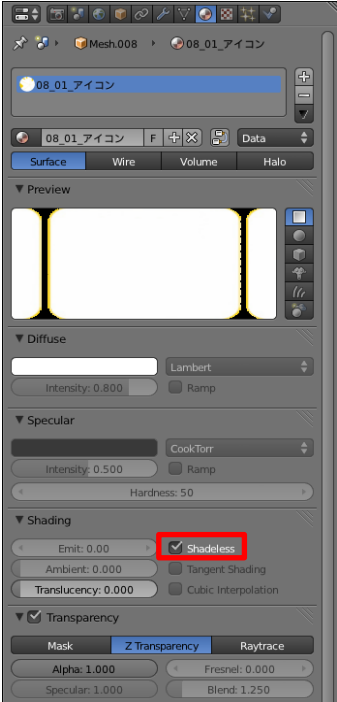 Mesh.008 08_01_アイコン
08_01_アイコン
08_01_アイコン F Data
Surface Wire Volume Halo
Preview
Diffuse
Lambert
Intensity: 0.800 Ramp
Specular
CookTorr
Intensity: 0.500 Ramp
Hardness: 50
Shading
Emit: 0.00 Shadeless
Ambient: 0.000 Tangent Shading
Translucency: 0.000 Cubic Interpolation
Transparency
Mask Z Transparency Raytrace
Alpha: 1.000 Fresnel: 0.000
Specular: 1.000 Blend: 1.250